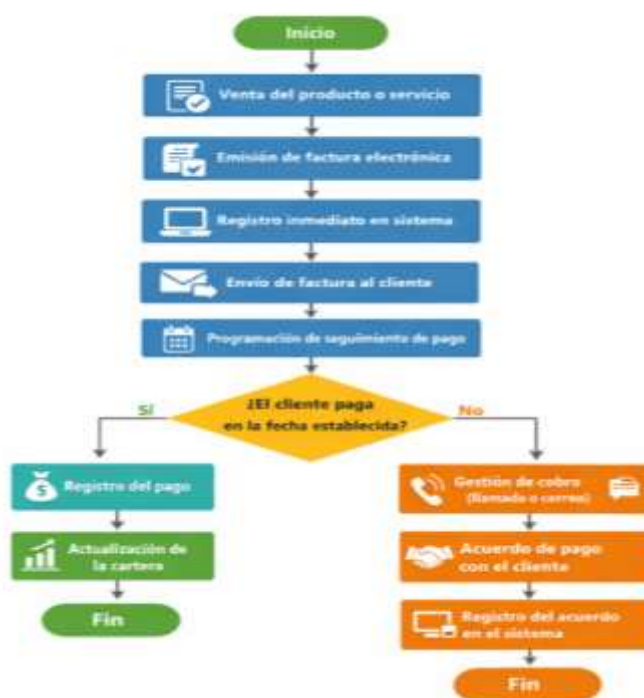 Inicio
Venta del producto o servicio
Emisión de factura electrónica
Registro inmediato en sistema
Envío de factura al cliente
Programación de seguimiento de pago
¿El cliente paga
en la fecha establecida?
Sí
No
Registro del pago
Actualización de
la cartera
Fin
Gestión de cobro
(llamado o correo)
Acuerdo de pago
con el cliente
Registro del acuerdo
en el sistema
Fin